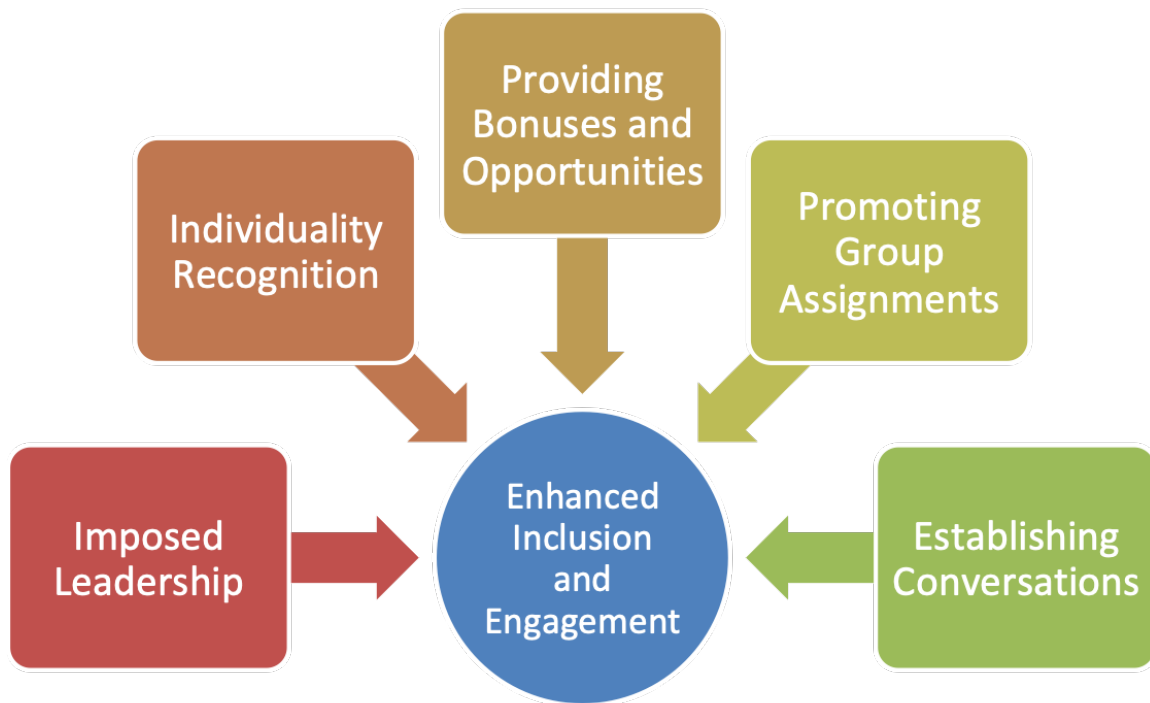 Providing
Bonuses and
Opportunities
Individuality
Recognition
Promoting
Group
Assignments
Imposed
Leadership
Enhanced
Inclusion
and
Engagement
Establishing
Conversations